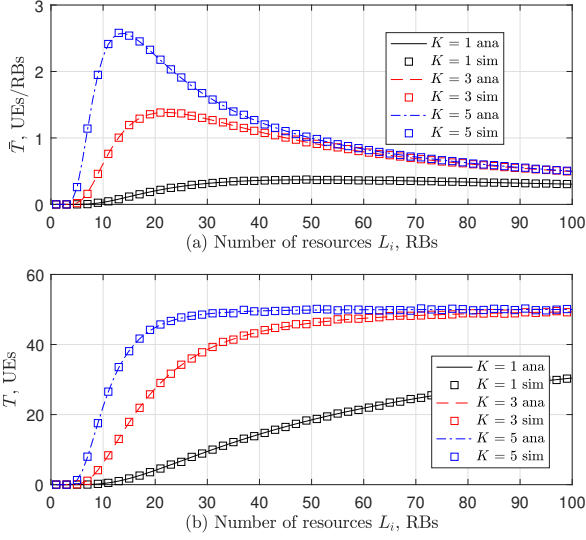 3
2
1
0
T̄, UEs/RBs
K = 1 ana
K = 1 sim
K = 3 ana
K = 3 sim
K = 5 ana
K = 5 sim
0 10 20 30 40 50 60 70 80 90 100
(a) Number of resources Lᵢ, RBs
60
40
20
0
T, UEs
K = 1 ana
K = 1 sim
K = 3 ana
K = 3 sim
K = 5 ana
K = 5 sim
0 10 20 30 40 50 60 70 80 90 100
(b) Number of resources Lᵢ, RBs